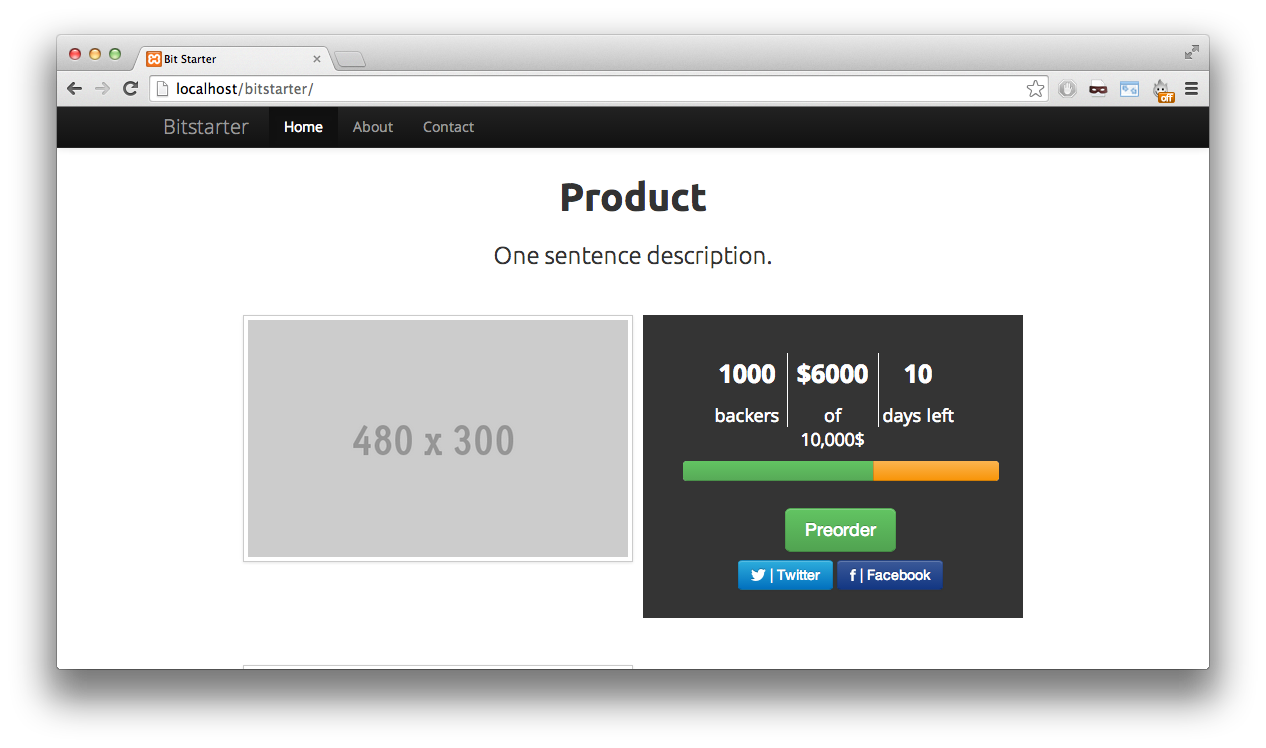 Bit Starter
localhost/bitstarter/
off
Bitstarter Home About Contact
Product
One sentence description.
480 x 300
1000 $6000 10
backers of days left
10,000$
Preorder
| Twitter f | Facebook